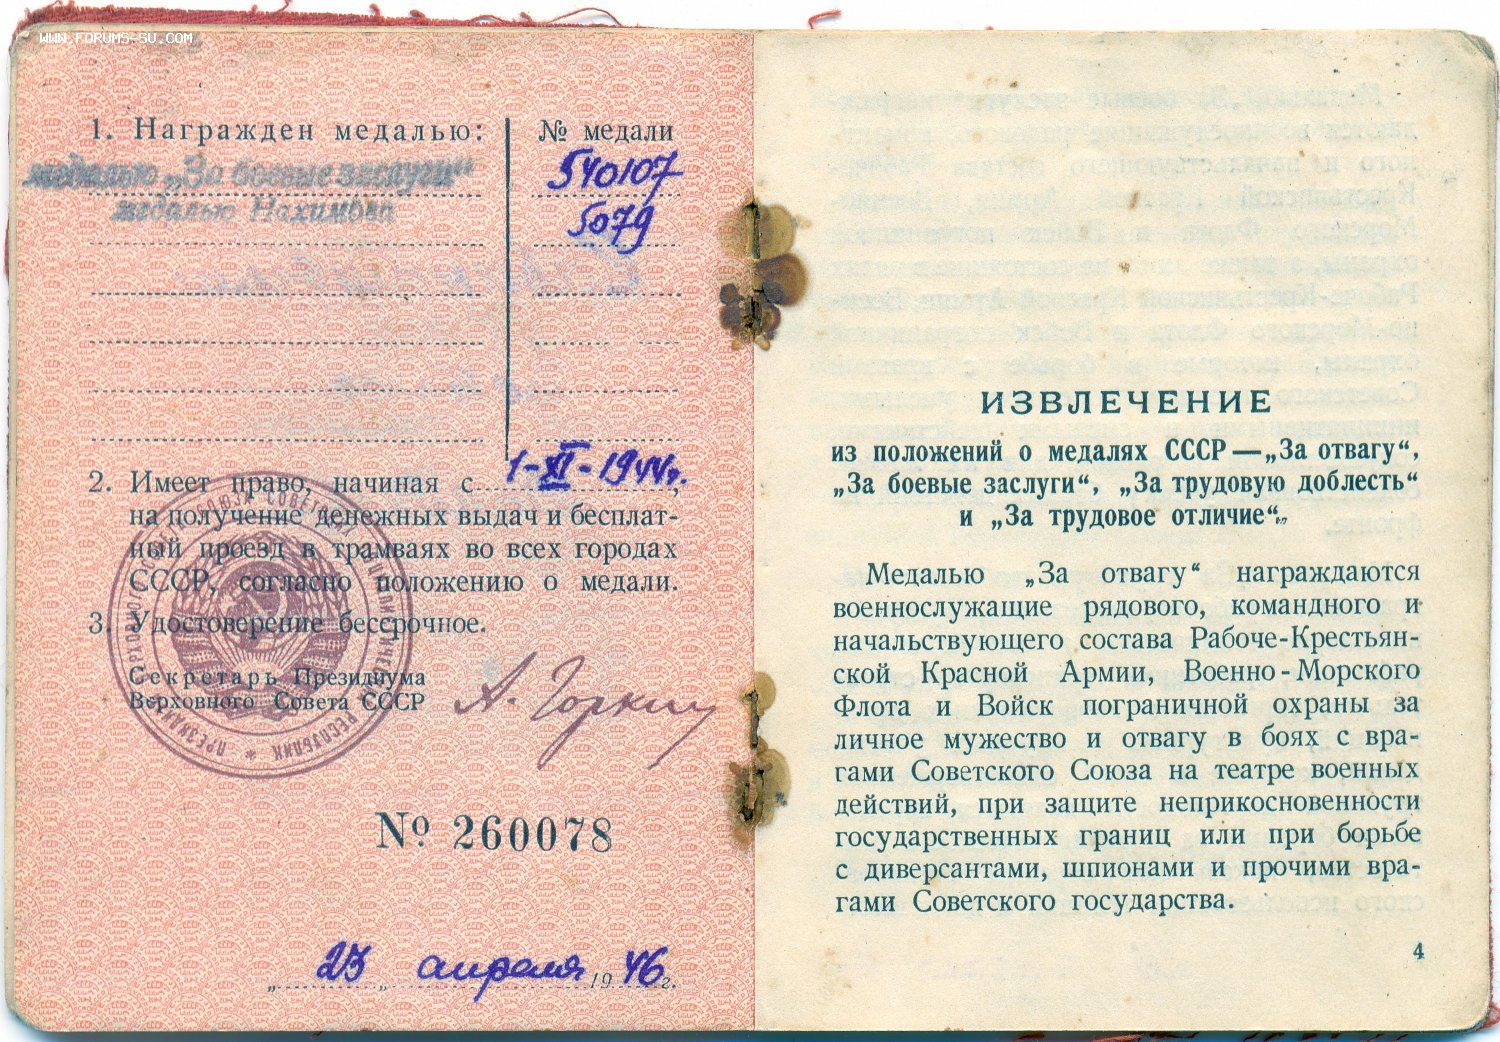 WWW.FORUMS-SU.COM
1. Награжден медалью:
№ медали
медалью „За боевые заслуги“
540107
медалью Нахимова
5079
2. Имеет право, начиная с 1-XI-1944г.,
на получение денежных выдач и бесплат-
ный проезд в трамваях во всех городах
СССР, согласно положению о медали.
3. Удостоверение бессрочное.
Секретарь Президиума
Верховного Совета СССР
А. Горкин
№ 260078
„23„ апреля 1946 г.
ИЗВЛЕЧЕНИЕ
из положений о медалях СССР—„За отвагу“,
„За боевые заслуги“, „За трудовую доблесть“
и „За трудовое отличие“.
Медалью „За отвагу“ награждаются
военнослужащие рядового, командного и
начальствующего состава Рабоче-Крестьян-
ской Красной Армии, Военно-Морского
Флота и Войск пограничной охраны за
личное мужество и отвагу в боях с вра-
гами Советского Союза на театре военных
действий, при защите неприкосновенности
государственных границ или при борьбе
с диверсантами, шпионами и прочими вра-
гами Советского государства.
4